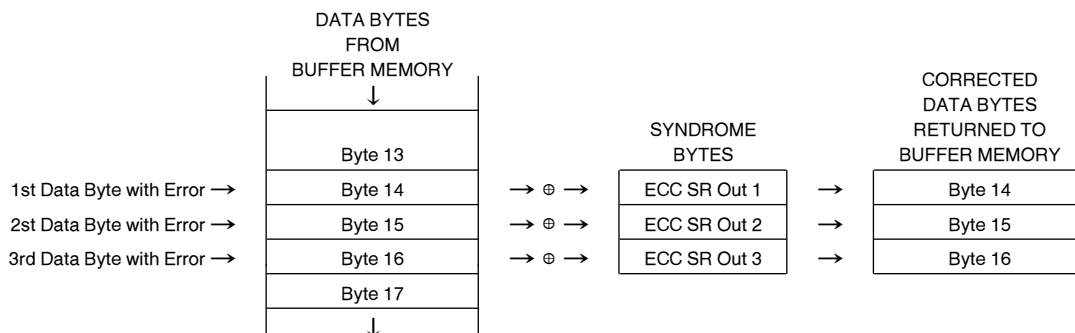 DATA BYTES
FROM
BUFFER MEMORY
↓
CORRECTED
DATA BYTES
RETURNED TO
BUFFER MEMORY
SYNDROME
BYTES
Byte 13
1st Data Byte with Error → Byte 14 → ⊕ → ECC SR Out 1 → Byte 14
2st Data Byte with Error → Byte 15 → ⊕ → ECC SR Out 2 → Byte 15
3rd Data Byte with Error → Byte 16 → ⊕ → ECC SR Out 3 → Byte 16
Byte 17
↓